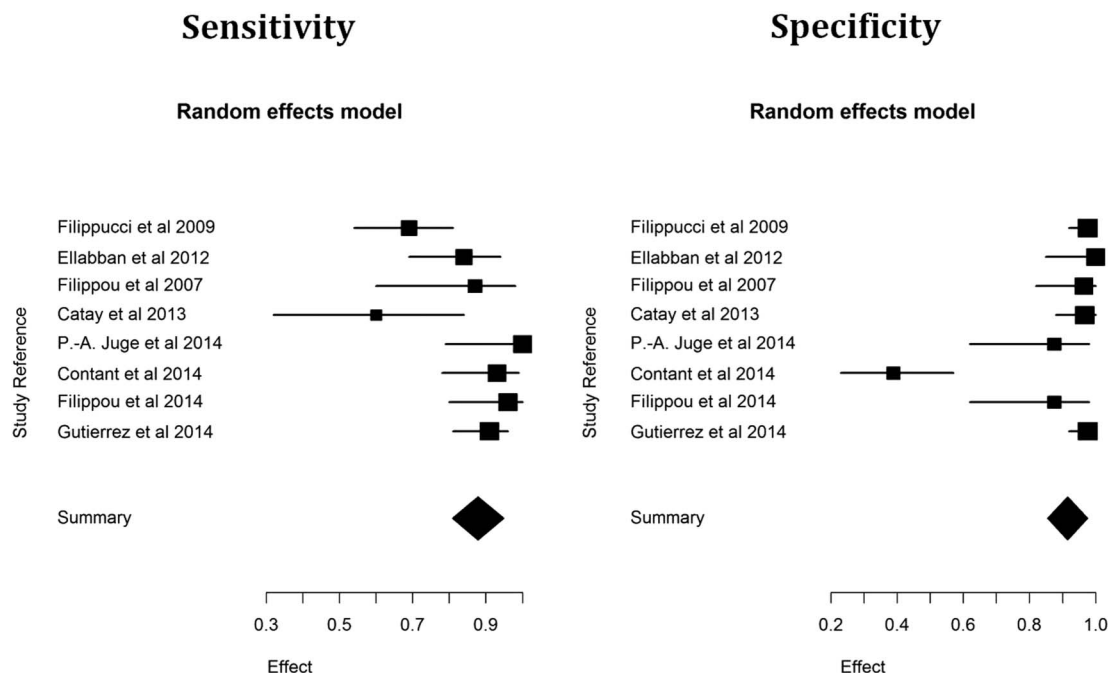 Sensitivity
Random effects model
Study Reference
Filippucci et al 2009
Ellabban et al 2012
Filippou et al 2007
Catay et al 2013
P.-A. Juge et al 2014
Contant et al 2014
Filippou et al 2014
Gutierrez et al 2014
Summary
0.3 0.5 0.7 0.9
Effect
Specificity
Random effects model
Study Reference
Filippucci et al 2009
Ellabban et al 2012
Filippou et al 2007
Catay et al 2013
P.-A. Juge et al 2014
Contant et al 2014
Filippou et al 2014
Gutierrez et al 2014
Summary
0.2 0.4 0.6 0.8 1.0
Effect